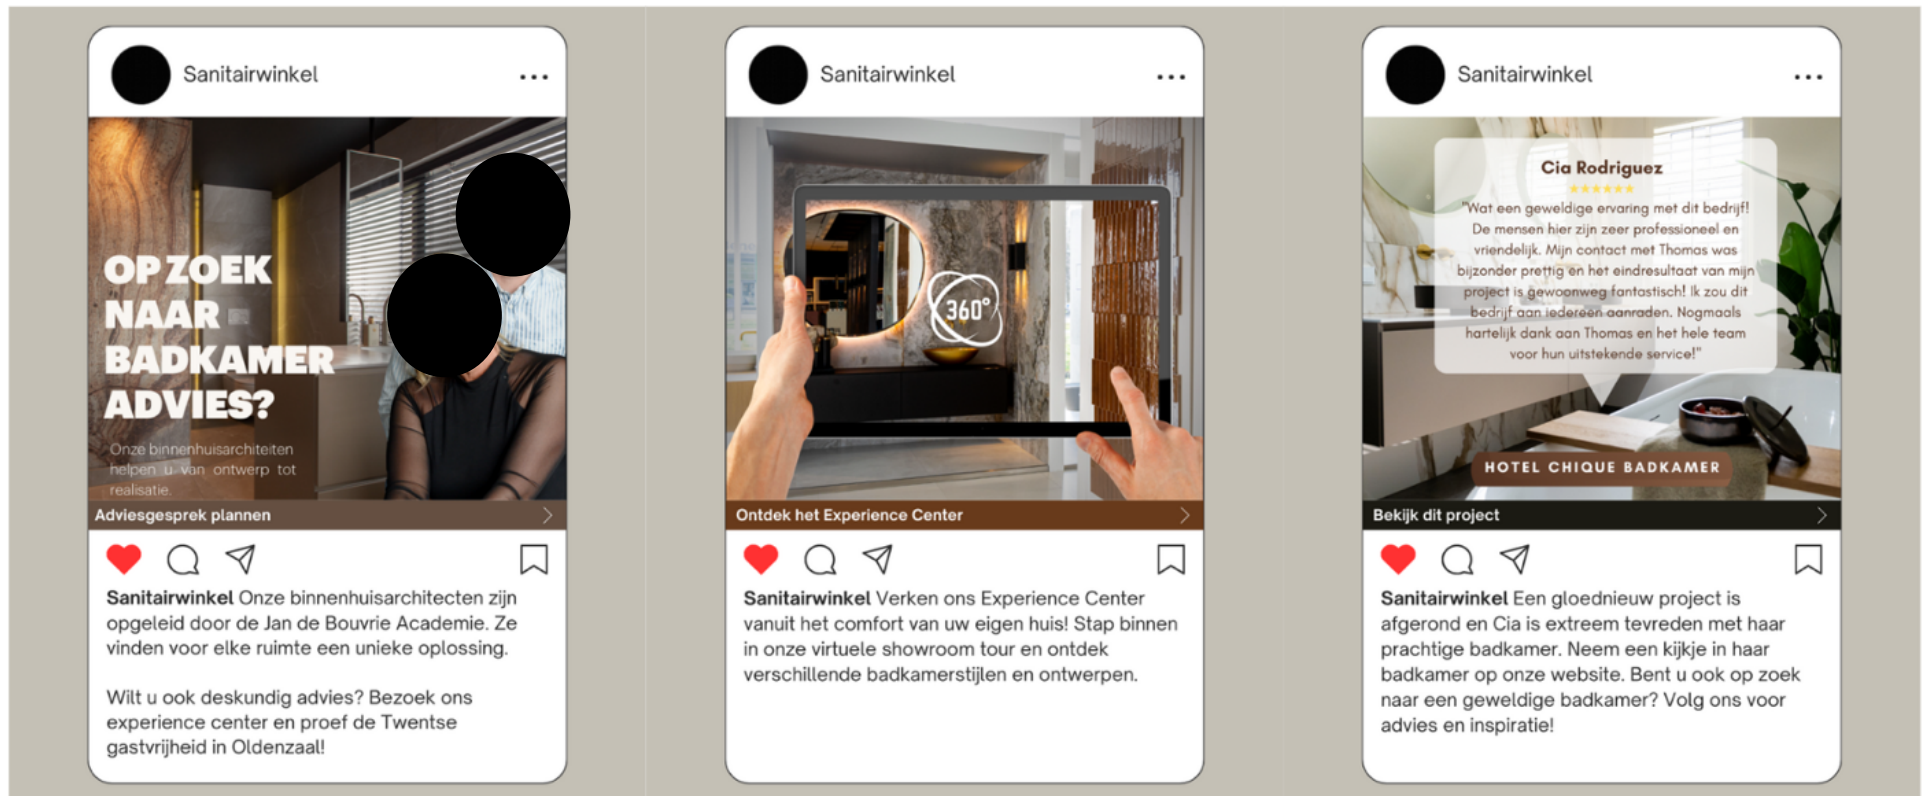 Sanitairwinkel
OP ZOEK
NAAR
BADKAMER
ADVIES?
Onze binnenhuisarchiteiten
helpen u van ontwerp tot
realisatie.
Adviesgesprek plannen
Sanitairwinkel Onze binnenhuisarchitecten zijn
opgeleid door de Jan de Bouvrie Academie. Ze
vinden voor elke ruimte een unieke oplossing.
Wilt u ook deskundig advies? Bezoek ons
experience center en proef de Twentse
gastvrijheid in Oldenzaal!
Sanitairwinkel
360°
Ontdek het Experience Center
Sanitairwinkel Verken ons Experience Center
vanuit het comfort van uw eigen huis! Stap binnen
in onze virtuele showroom tour en ontdek
verschillende badkamerstijlen en ontwerpen.
Sanitairwinkel
Cia Rodriguez
"Wat een geweldige ervaring met dit bedrijf!
De mensen hier zijn zeer professioneel en
vriendelijk. Mijn contact met Thomas was
bijzonder prettig en het eindresultaat van mijn
project is gewoonweg fantastisch! Ik zou dit
bedrijf aan iedereen aanraden. Nogmaals
hartelijk dank aan Thomas en het hele team
voor hun uitstekende service!"
HOTEL CHIQUE BADKAMER
Bekijk dit project
Sanitairwinkel Een gloednieuw project is
afgerond en Cia is extreem tevreden met haar
prachtige badkamer. Neem een kijkje in haar
badkamer op onze website. Bent u ook op zoek
naar een geweldige badkamer? Volg ons voor
advies en inspiratie!